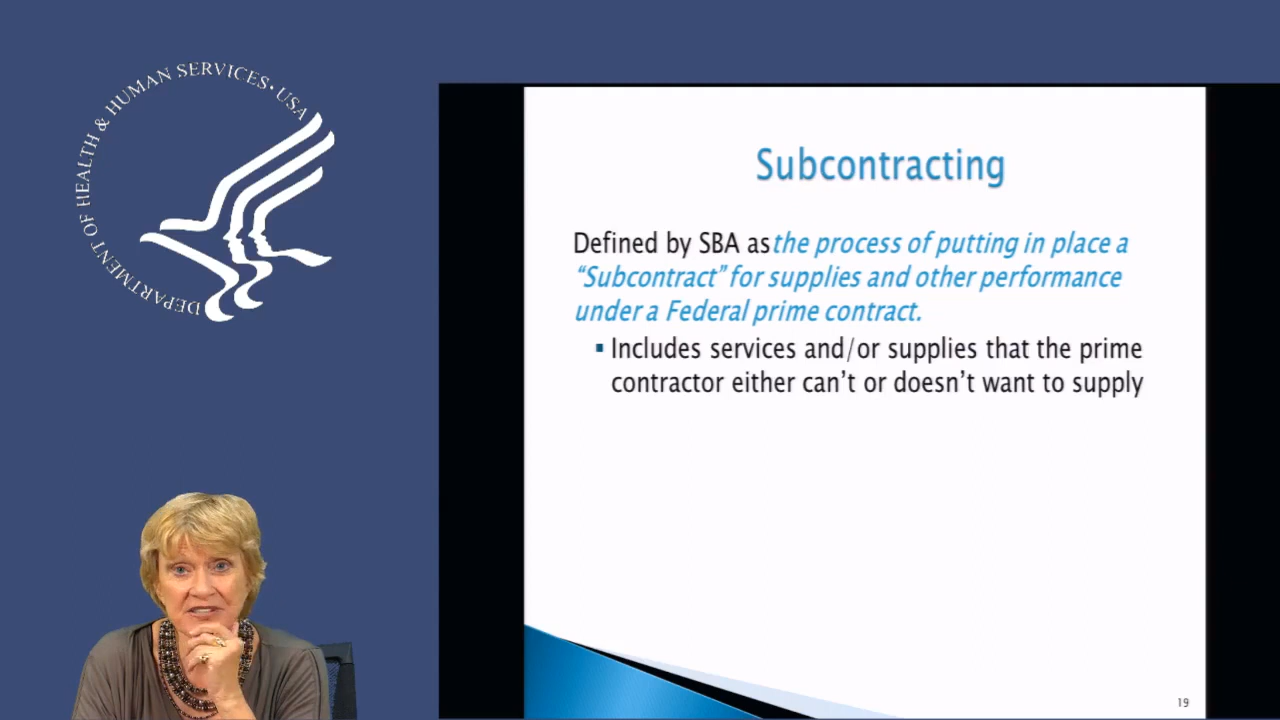 DEPARTMENT OF HEALTH & HUMAN SERVICES • USA
Subcontracting
Defined by SBA as the process of putting in place a
“Subcontract” for supplies and other performance
under a Federal prime contract.
▪ Includes services and/or supplies that the prime
contractor either can’t or doesn’t want to supply
19